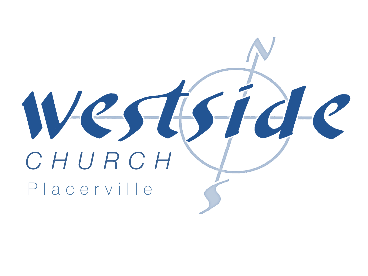 N
Westside
CHURCH
Placerville
S